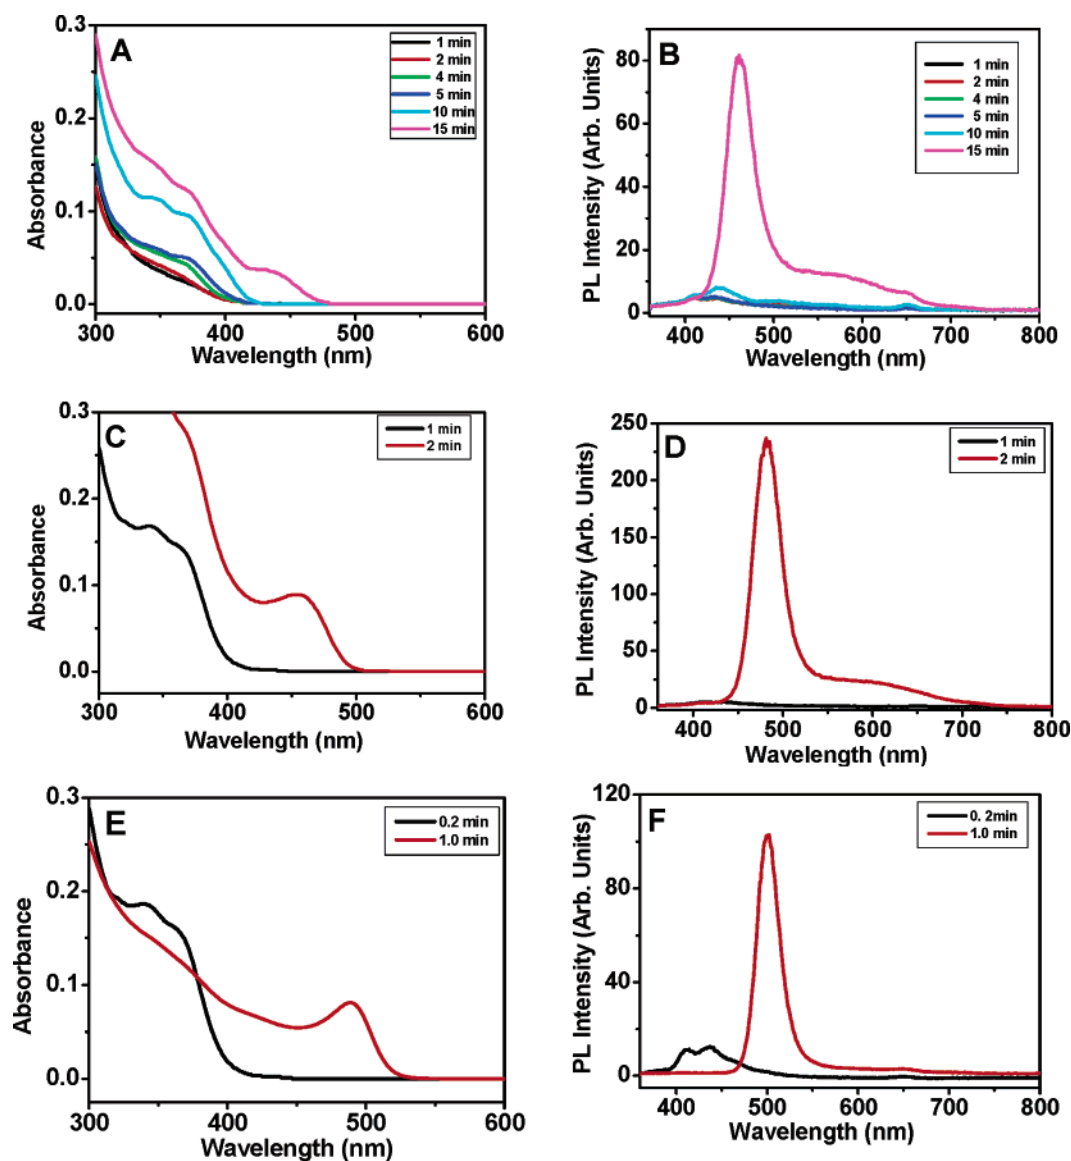 A
0.3
0.2
0.1
0.0
300 400 500 600
Absorbance
Wavelength (nm)
1 min
2 min
4 min
5 min
10 min
15 min
B
80
60
40
20
0
400 500 600 700 800
PL Intensity (Arb. Units)
Wavelength (nm)
1 min
2 min
4 min
5 min
10 min
15 min
C
0.3
0.2
0.1
0.0
300 400 500 600
Absorbance
Wavelength (nm)
1 min
2 min
D
250
200
150
100
50
0
400 500 600 700 800
PL Intensity (Arb. Units)
Wavelength (nm)
1 min
2 min
E
0.3
0.2
0.1
0.0
300 400 500 600
Absorbance
Wavelength (nm)
0.2 min
1.0 min
F
120
80
40
0
400 500 600 700 800
PL Intensity (Arb. Units)
Wavelength (nm)
0. 2min
1.0 min